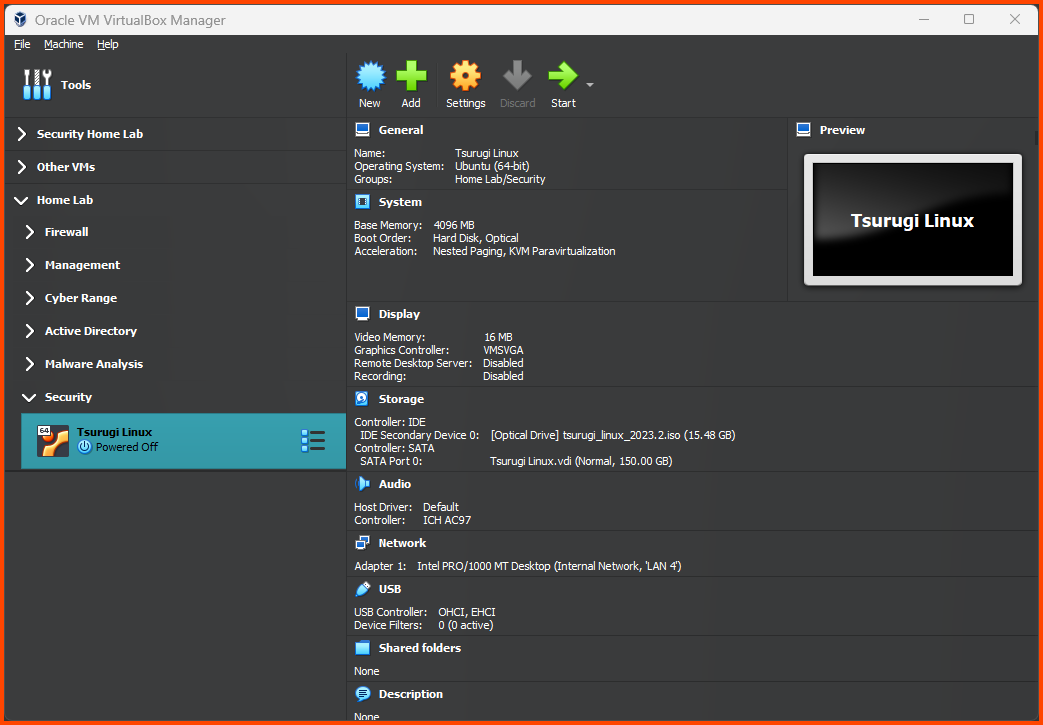 Oracle VM VirtualBox Manager
File Machine Help
Tools
New Add Settings Discard Start
Security Home Lab
Other VMs
Home Lab
Firewall
Management
Cyber Range
Active Directory
Malware Analysis
Security
64
Tsurugi Linux
Powered Off
General
Name: Tsurugi Linux
Operating System: Ubuntu (64-bit)
Groups: Home Lab/Security
System
Base Memory: 4096 MB
Boot Order: Hard Disk, Optical
Acceleration: Nested Paging, KVM Paravirtualization
Preview
Tsurugi Linux
Display
Video Memory: 16 MB
Graphics Controller: VMSVGA
Remote Desktop Server: Disabled
Recording: Disabled
Storage
Controller: IDE
IDE Secondary Device 0: [Optical Drive] tsurugi_linux_2023.2.iso (15.48 GB)
Controller: SATA
SATA Port 0: Tsurugi Linux.vdi (Normal, 150.00 GB)
Audio
Host Driver: Default
Controller: ICH AC97
Network
Adapter 1: Intel PRO/1000 MT Desktop (Internal Network, 'LAN 4')
USB
USB Controller: OHCI, EHCI
Device Filters: 0 (0 active)
Shared folders
None
Description
None